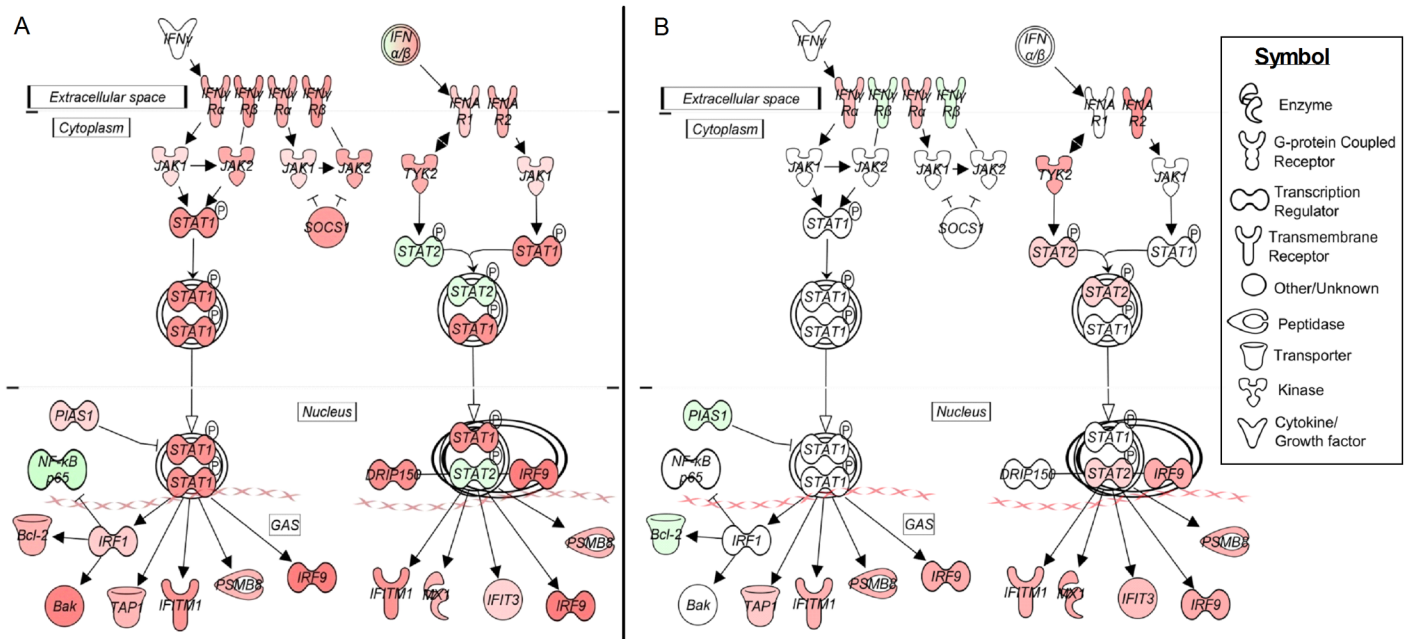 A
IFNγ
IFN
α/β
IFNγ
Rα
IFNγ
Rβ
IFNγ
Rα
IFNγ
Rβ
IFNA
R1
IFNA
R2
Extracellular space
Cytoplasm
JAK1
JAK2
JAK1
JAK2
TYK2
JAK1
P
STAT1
SOCS1
P
STAT2
P
STAT1
P
STAT1
P
STAT1
P
STAT2
P
STAT1
PIAS1
Nucleus
P
STAT1
P
STAT1
P
STAT1
P
STAT2
NF-κB
p65
DRIP150
IRF9
GAS
Bcl-2
IRF1
PSMB8
Bak
TAP1
IFITM1
PSMB8
IRF9
IFITM1
MX1
IFIT3
IRF9
B
IFNγ
IFN
α/β
IFNγ
Rα
IFNγ
Rβ
IFNγ
Rα
IFNγ
Rβ
IFNA
R1
IFNA
R2
Extracellular space
Cytoplasm
JAK1
JAK2
JAK1
JAK2
TYK2
JAK1
P
STAT1
SOCS1
P
STAT2
P
STAT1
P
STAT1
P
STAT1
P
STAT2
P
STAT1
PIAS1
Nucleus
P
STAT1
P
STAT1
P
STAT1
P
STAT2
NF-κB
p65
DRIP150
IRF9
GAS
Bcl-2
IRF1
PSMB8
Bak
TAP1
IFITM1
PSMB8
IRF9
IFITM1
MX1
IFIT3
IRF9
Symbol
Enzyme
G-protein Coupled
Receptor
Transcription
Regulator
Transmembrane
Receptor
Other/Unknown
Peptidase
Transporter
Kinase
Cytokine/
Growth factor